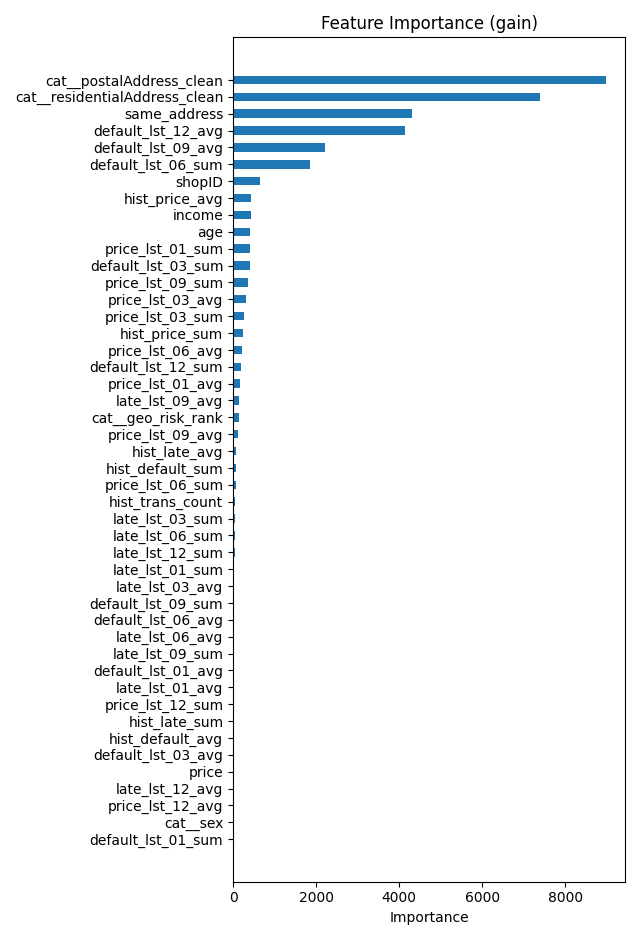 Feature Importance (gain)
cat__postalAddress_clean
cat__residentialAddress_clean
same_address
default_lst_12_avg
default_lst_09_avg
default_lst_06_sum
shopID
hist_price_avg
income
age
price_lst_01_sum
default_lst_03_sum
price_lst_09_sum
price_lst_03_avg
price_lst_03_sum
hist_price_sum
price_lst_06_avg
default_lst_12_sum
price_lst_01_avg
late_lst_09_avg
cat__geo_risk_rank
price_lst_09_avg
hist_late_avg
hist_default_sum
price_lst_06_sum
hist_trans_count
late_lst_03_sum
late_lst_06_sum
late_lst_12_sum
late_lst_01_sum
late_lst_03_avg
default_lst_09_sum
default_lst_06_avg
late_lst_06_avg
late_lst_09_sum
default_lst_01_avg
late_lst_01_avg
price_lst_12_sum
hist_late_sum
hist_default_avg
default_lst_03_avg
price
late_lst_12_avg
price_lst_12_avg
cat__sex
default_lst_01_sum
0 2000 4000 6000 8000
Importance